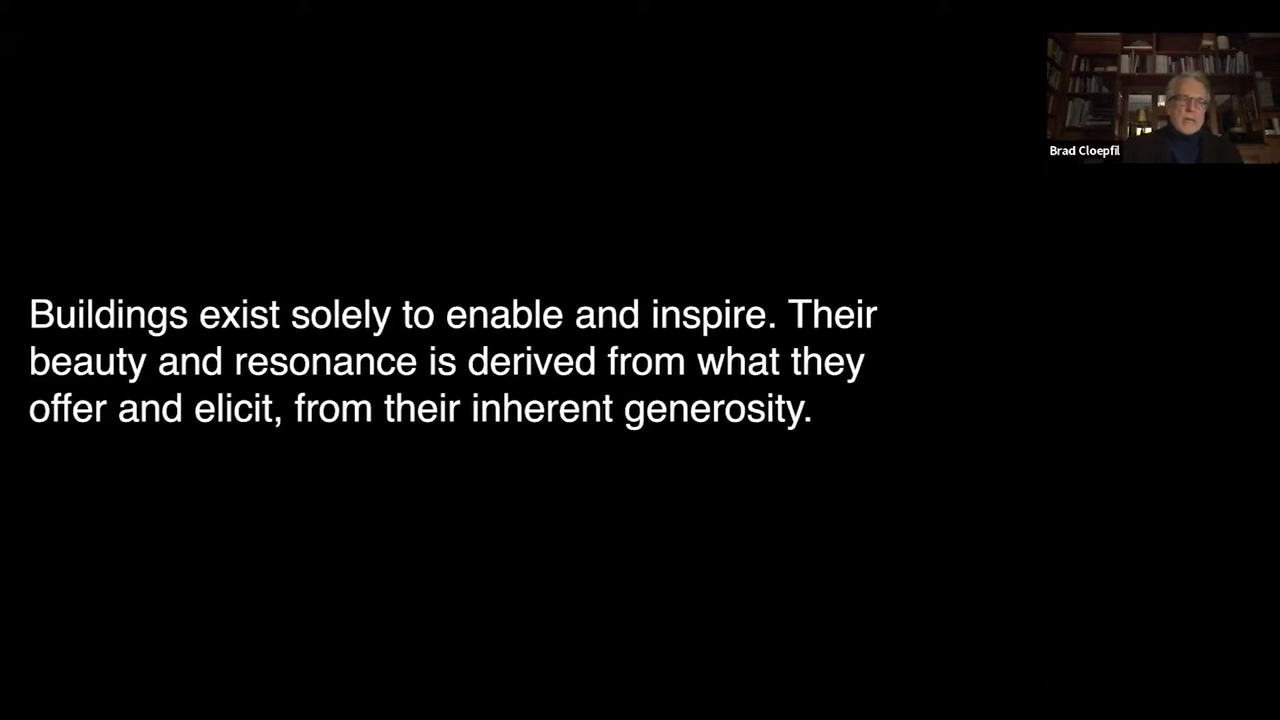 Brad Cloepfil
Buildings exist solely to enable and inspire. Their
beauty and resonance is derived from what they
offer and elicit, from their inherent generosity.